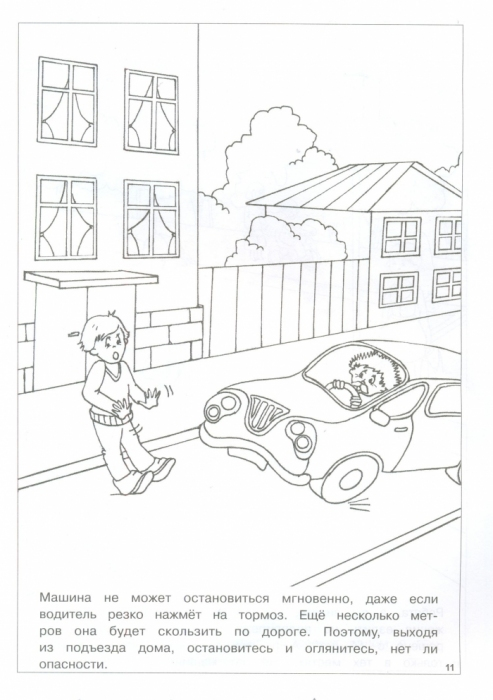 Машина не может остановиться мгновенно, даже если
водитель резко нажмёт на тормоз. Ещё несколько мет-
ров она будет скользить по дороге. Поэтому, выходя
из подъезда дома, остановитесь и оглянитесь, нет ли
опасности.
11